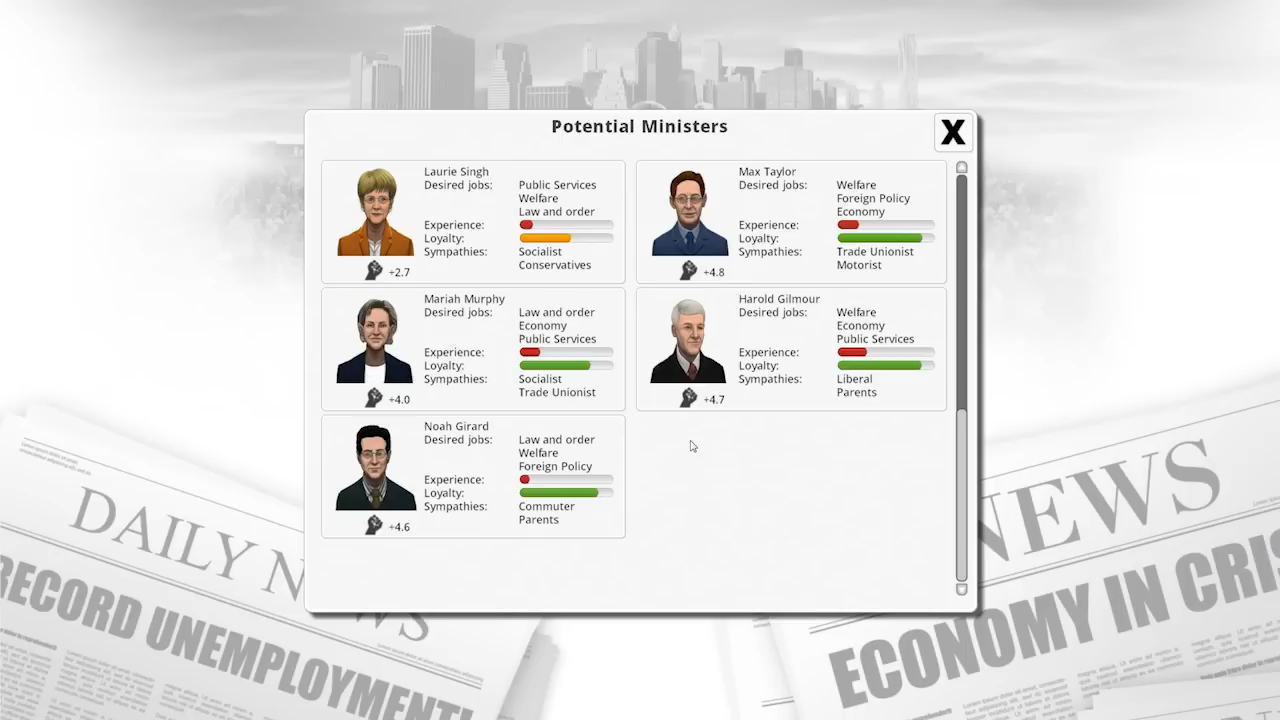 Potential Ministers
X
Laurie Singh
Desired jobs: Public Services
Welfare
Law and order
Experience:
Loyalty:
Sympathies: Socialist
Conservatives
+2.7
Max Taylor
Desired jobs: Welfare
Foreign Policy
Economy
Experience:
Loyalty:
Sympathies: Trade Unionist
Motorist
+4.8
Mariah Murphy
Desired jobs: Law and order
Economy
Public Services
Experience:
Loyalty:
Sympathies: Socialist
Trade Unionist
+4.0
Harold Gilmour
Desired jobs: Welfare
Economy
Public Services
Experience:
Loyalty:
Sympathies: Liberal
Parents
+4.7
Noah Girard
Desired jobs: Law and order
Welfare
Foreign Policy
Experience:
Loyalty:
Sympathies: Commuter
Parents
+4.6
DAILY N
WS
RECORD UNEMPLOYMENT
NEWS
ECONOMY IN CRIS